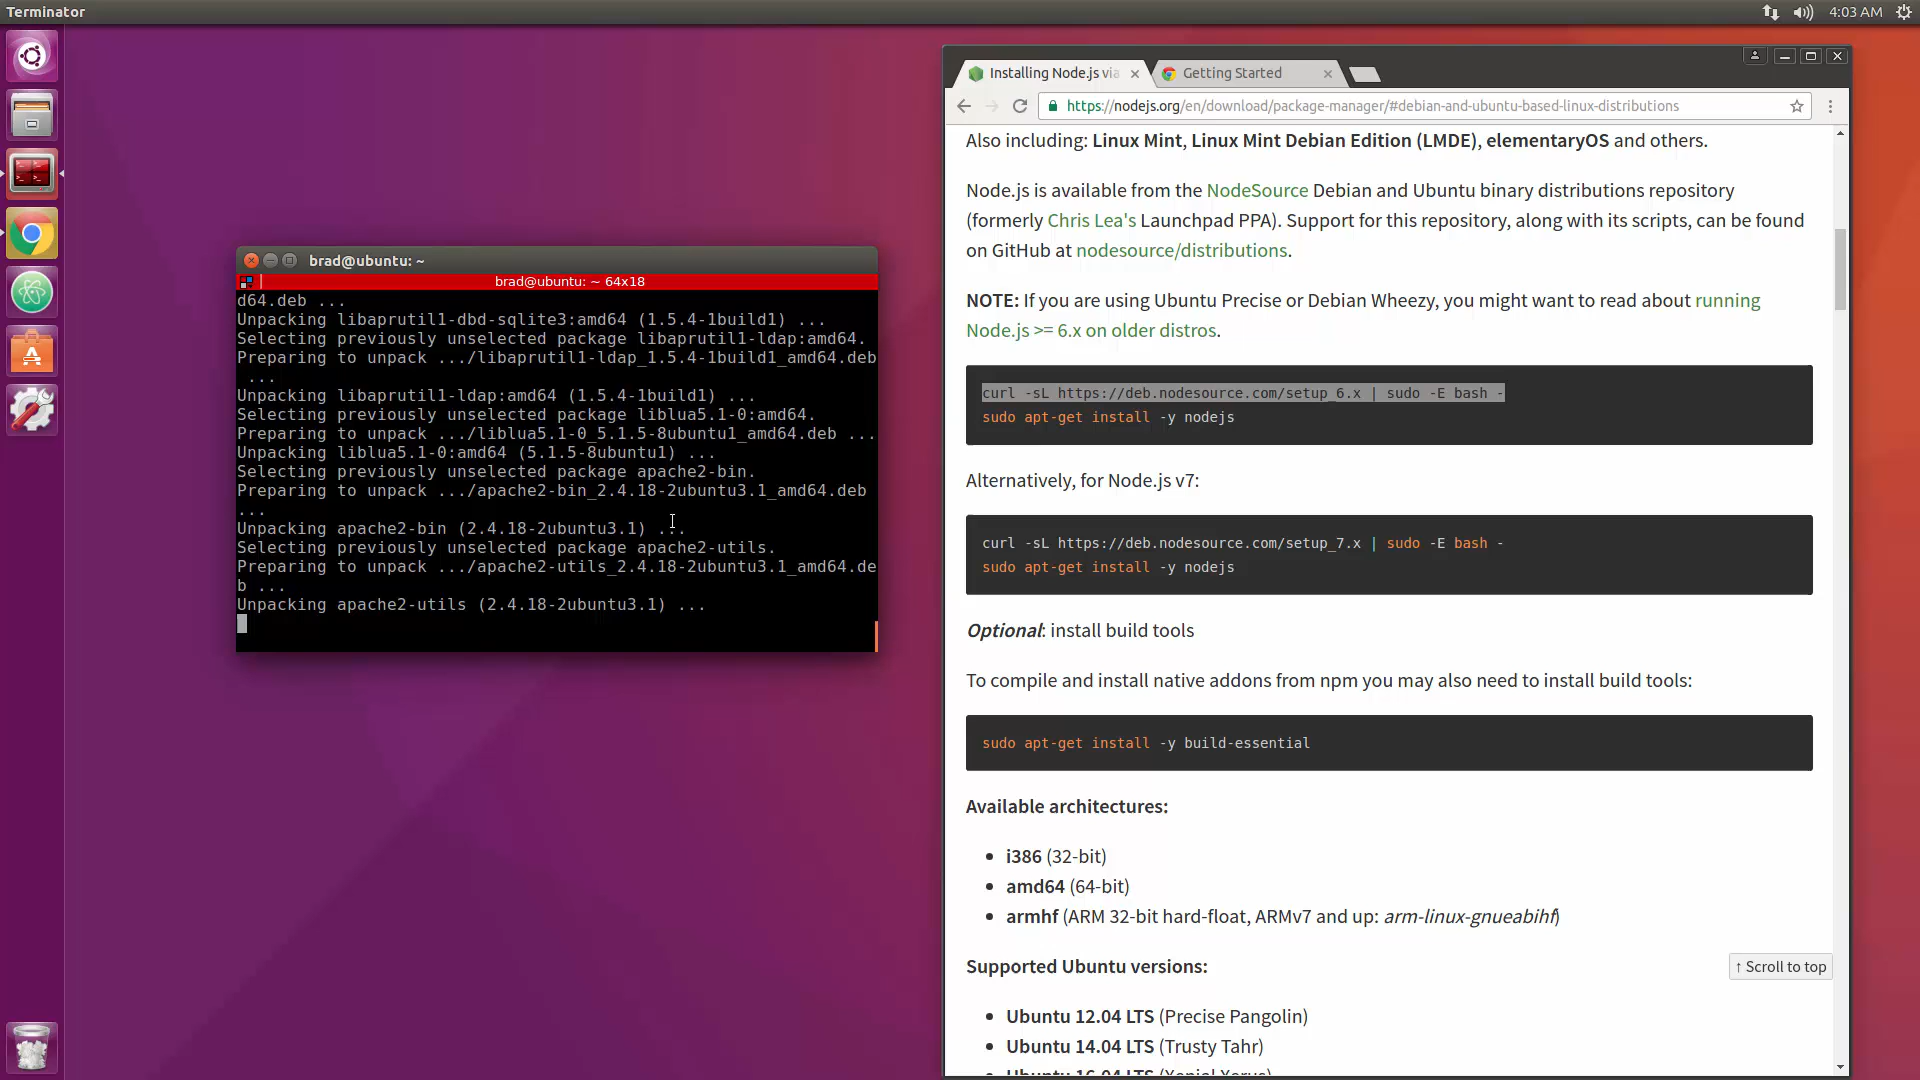 Terminator
4:03 AM
brad@ubuntu: ~
brad@ubuntu: ~ 64x18
d64.deb ...
Unpacking libaprutil1-dbd-sqlite3:amd64 (1.5.4-1build1) ...
Selecting previously unselected package libaprutil1-ldap:amd64.
Preparing to unpack .../libaprutil1-ldap_1.5.4-1build1_amd64.deb
...
Unpacking libaprutil1-ldap:amd64 (1.5.4-1build1) ...
Selecting previously unselected package liblua5.1-0:amd64.
Preparing to unpack .../liblua5.1-0_5.1.5-8ubuntu1_amd64.deb ...
Unpacking liblua5.1-0:amd64 (5.1.5-8ubuntu1) ...
Selecting previously unselected package apache2-bin.
Preparing to unpack .../apache2-bin_2.4.18-2ubuntu3.1_amd64.deb
...
Unpacking apache2-bin (2.4.18-2ubuntu3.1) ...
Selecting previously unselected package apache2-utils.
Preparing to unpack .../apache2-utils_2.4.18-2ubuntu3.1_amd64.de
b ...
Unpacking apache2-utils (2.4.18-2ubuntu3.1) ...
Installing Node.js via
Getting Started
https://nodejs.org/en/download/package-manager/#debian-and-ubuntu-based-linux-distributions
Also including: Linux Mint, Linux Mint Debian Edition (LMDE), elementaryOS and others.
Node.js is available from the NodeSource Debian and Ubuntu binary distributions repository
(formerly Chris Lea's Launchpad PPA). Support for this repository, along with its scripts, can be found
on GitHub at nodesource/distributions.
NOTE: If you are using Ubuntu Precise or Debian Wheezy, you might want to read about running
Node.js >= 6.x on older distros.
curl -sL https://deb.nodesource.com/setup_6.x | sudo -E bash -
sudo apt-get install -y nodejs
Alternatively, for Node.js v7:
curl -sL https://deb.nodesource.com/setup_7.x | sudo -E bash -
sudo apt-get install -y nodejs
Optional: install build tools
To compile and install native addons from npm you may also need to install build tools:
sudo apt-get install -y build-essential
Available architectures:
i386 (32-bit)
amd64 (64-bit)
armhf (ARM 32-bit hard-float, ARMv7 and up: arm-linux-gnueabihf)
Supported Ubuntu versions:
↑ Scroll to top
Ubuntu 12.04 LTS (Precise Pangolin)
Ubuntu 14.04 LTS (Trusty Tahr)
Ubuntu 16.04 LTS (Xenial Xerus)